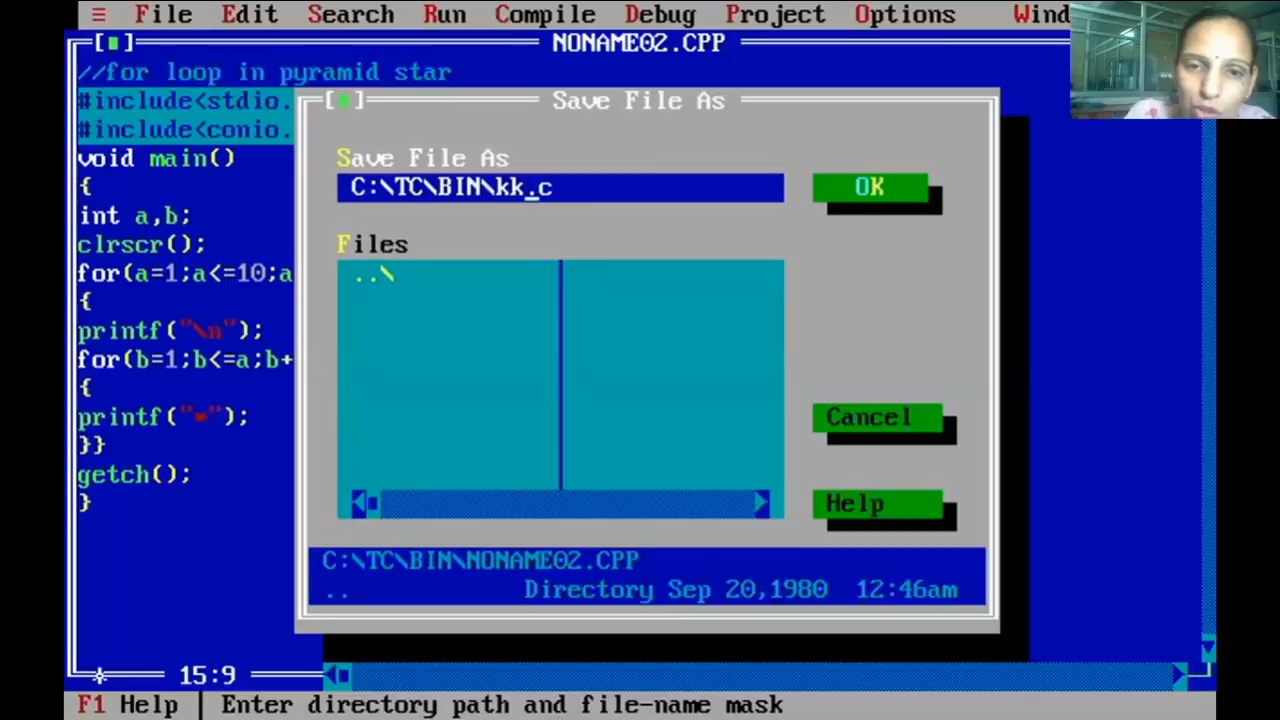 ≡ File Edit Search Run Compile Debug Project Options Wind
NONAME02.CPP
//for loop in pyramid star
#include<stdio.
#include<conio.
void main()
{
int a,b;
clrscr();
for(a=1;a<=10;a
{
printf("\n");
for(b=1;b<=a;b+
{
printf("*");
}}
getch();
}
15:9
Save File As
Save File As
C:\TC\BIN\kk.c
OK
Files
..\
Cancel
Help
C:\TC\BIN\NONAME02.CPP
.. Directory Sep 20,1980 12:46am
F1 Help | Enter directory path and file-name mask